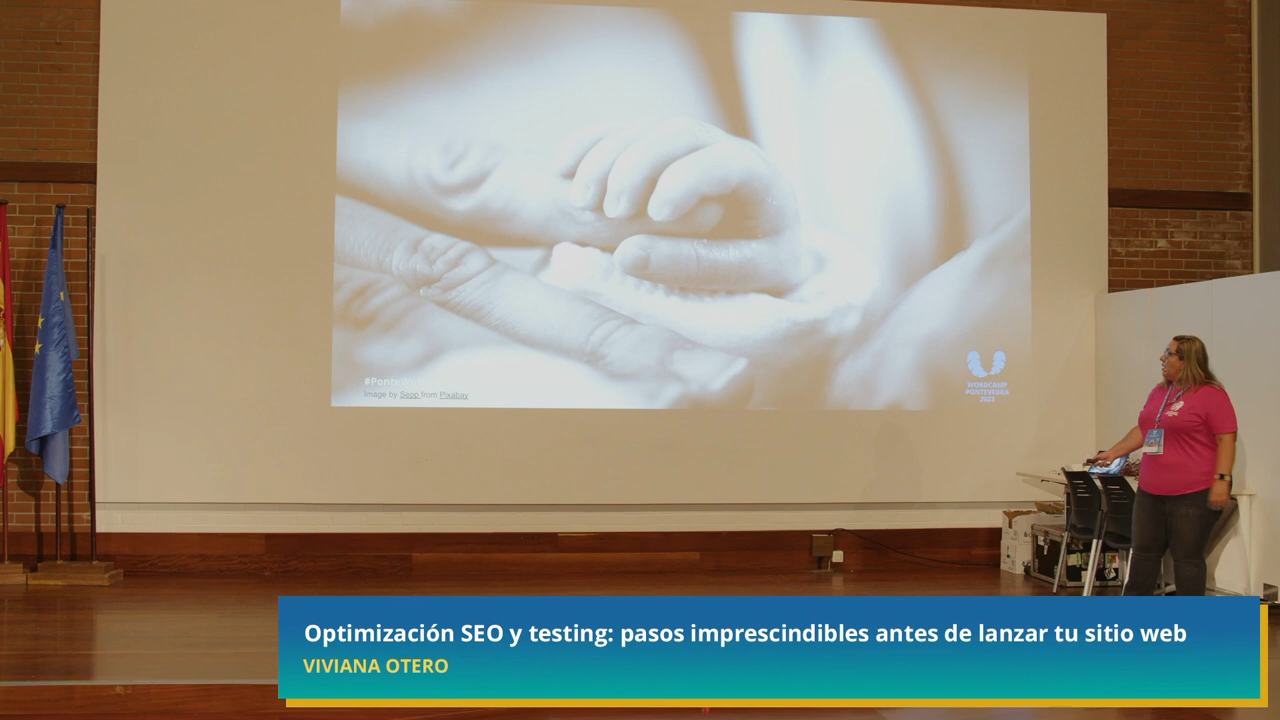 #PonteWC
Image by Sepp from Pixabay
WORDCAMP
PONTEVEDRA
2023
Optimización SEO y testing: pasos imprescindibles antes de lanzar tu sitio web
VIVIANA OTERO